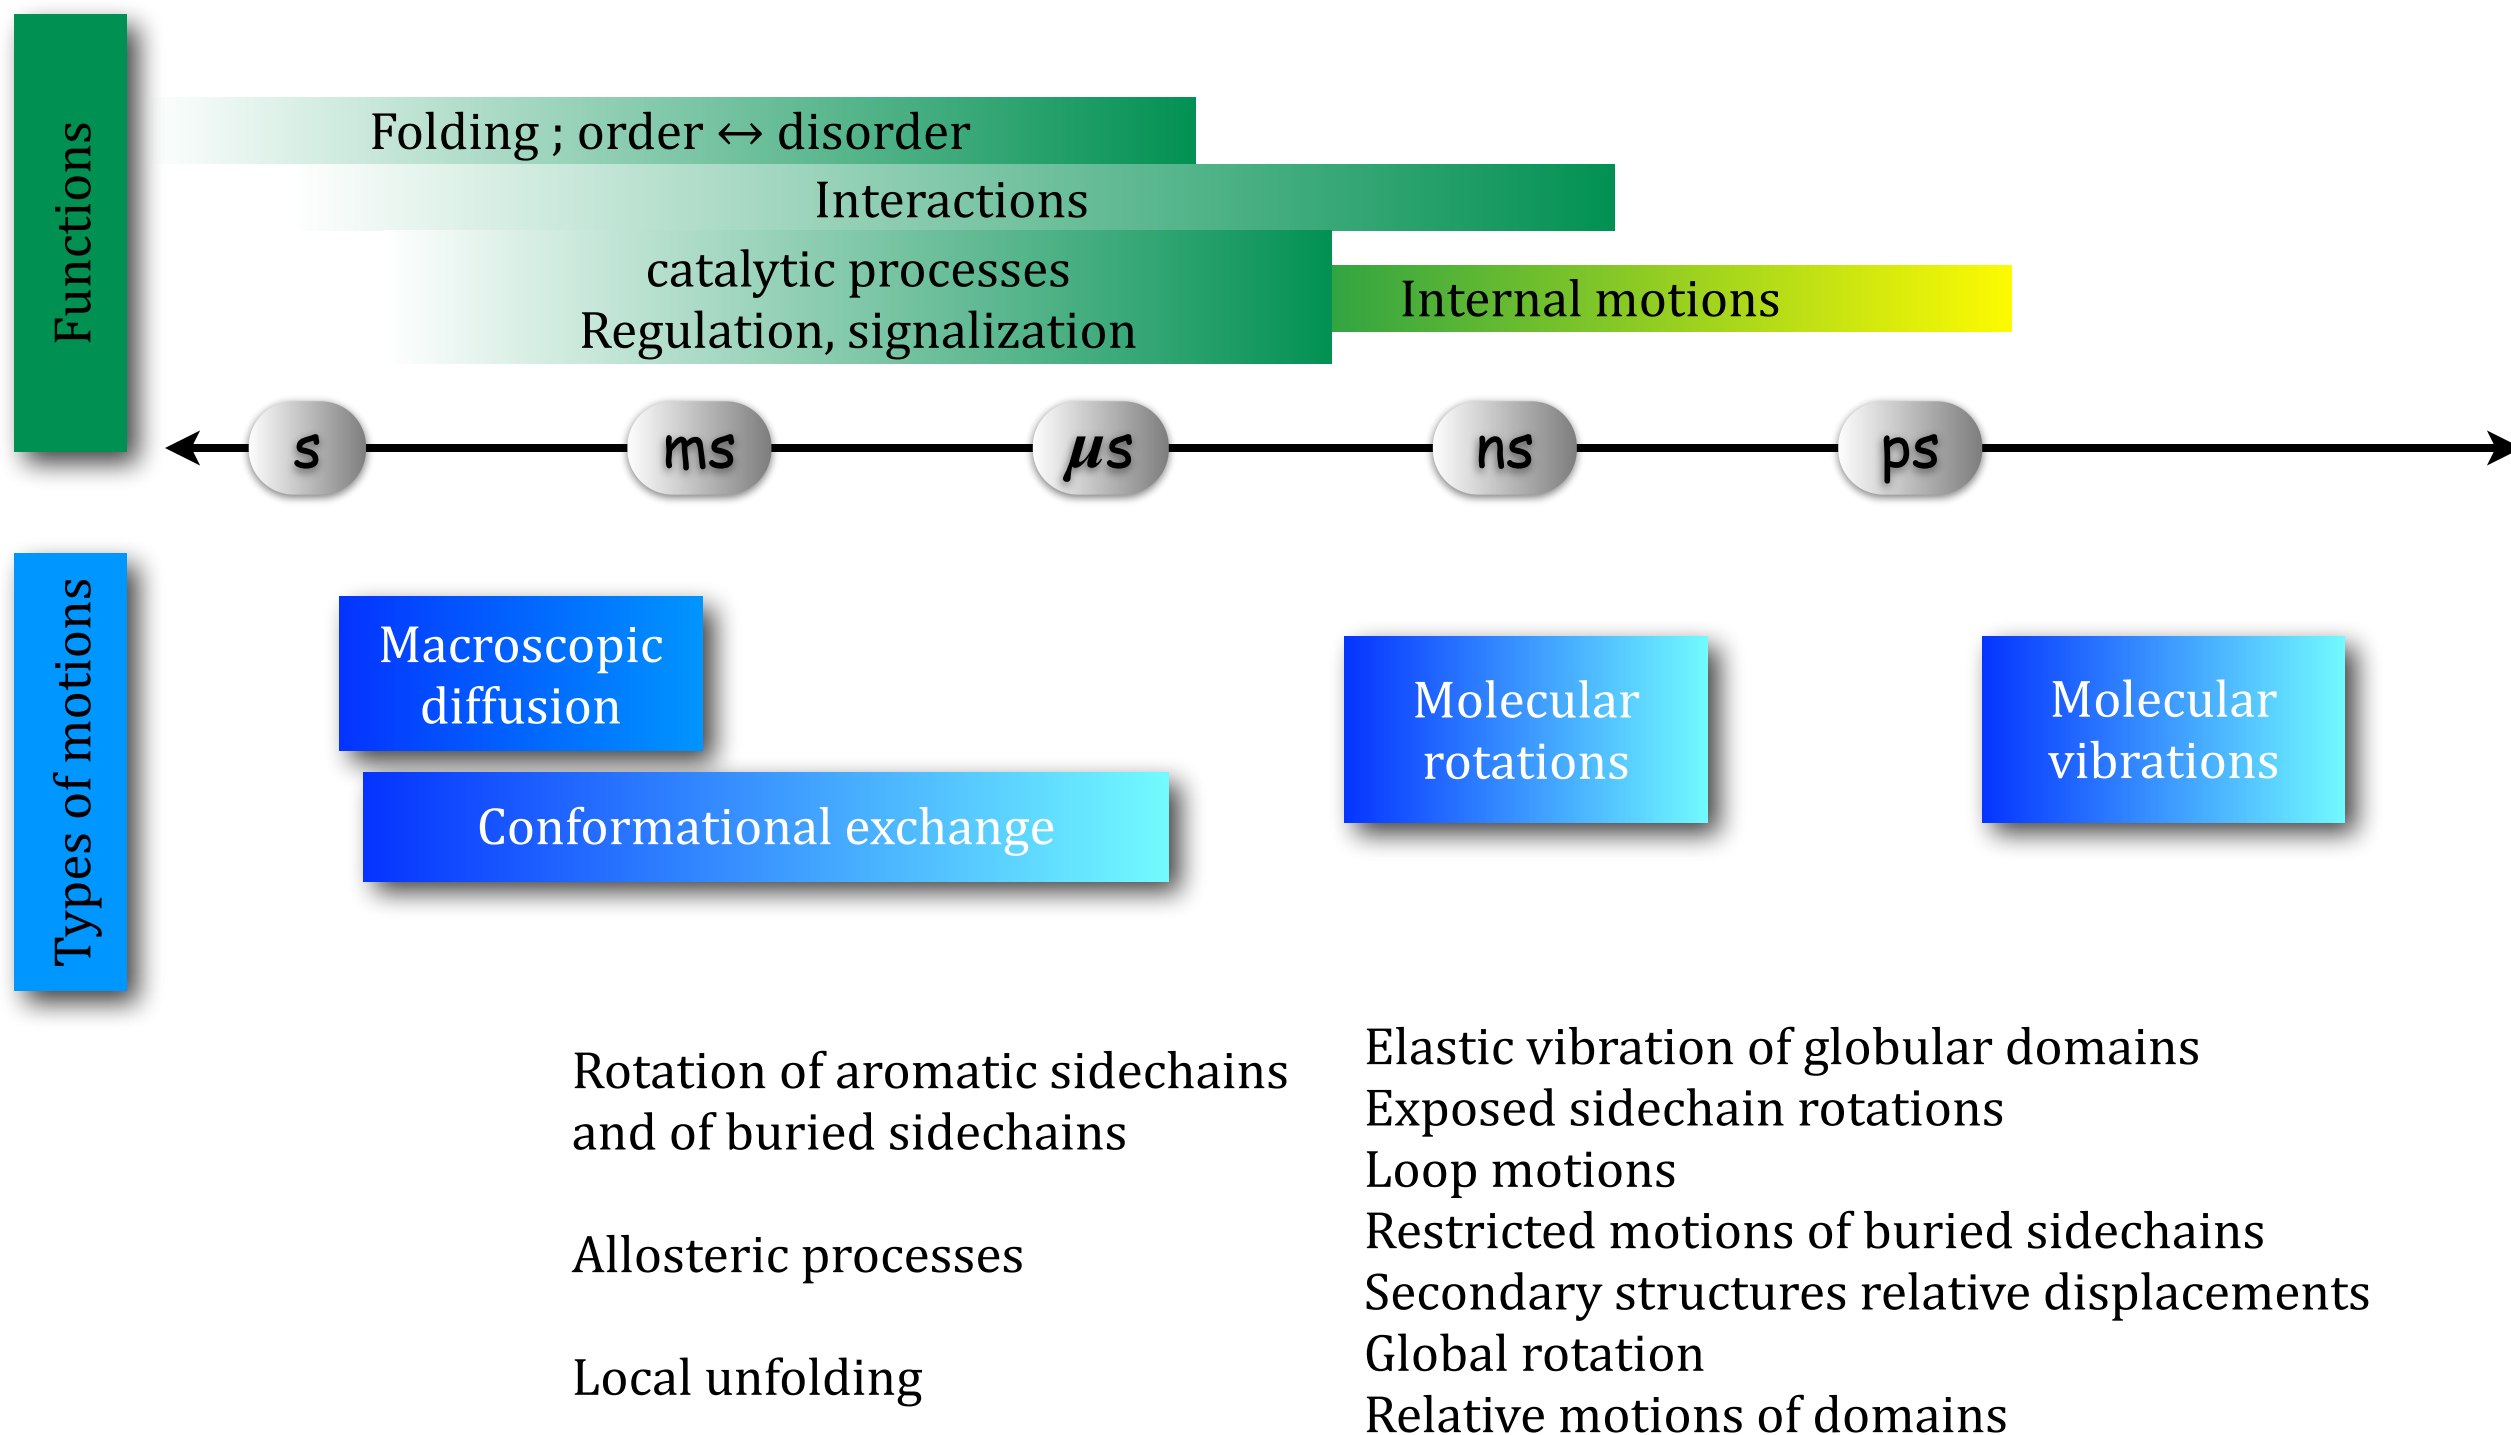 Functions
Folding ; order ↔ disorder
Interactions
catalytic processes
Regulation, signalization
Internal motions
s
ms
µs
ns
ps
Types of motions
Macroscopic
diffusion
Conformational exchange
Molecular
rotations
Molecular
vibrations
Rotation of aromatic sidechains
and of buried sidechains
Allosteric processes
Local unfolding
Elastic vibration of globular domains
Exposed sidechain rotations
Loop motions
Restricted motions of buried sidechains
Secondary structures relative displacements
Global rotation
Relative motions of domains